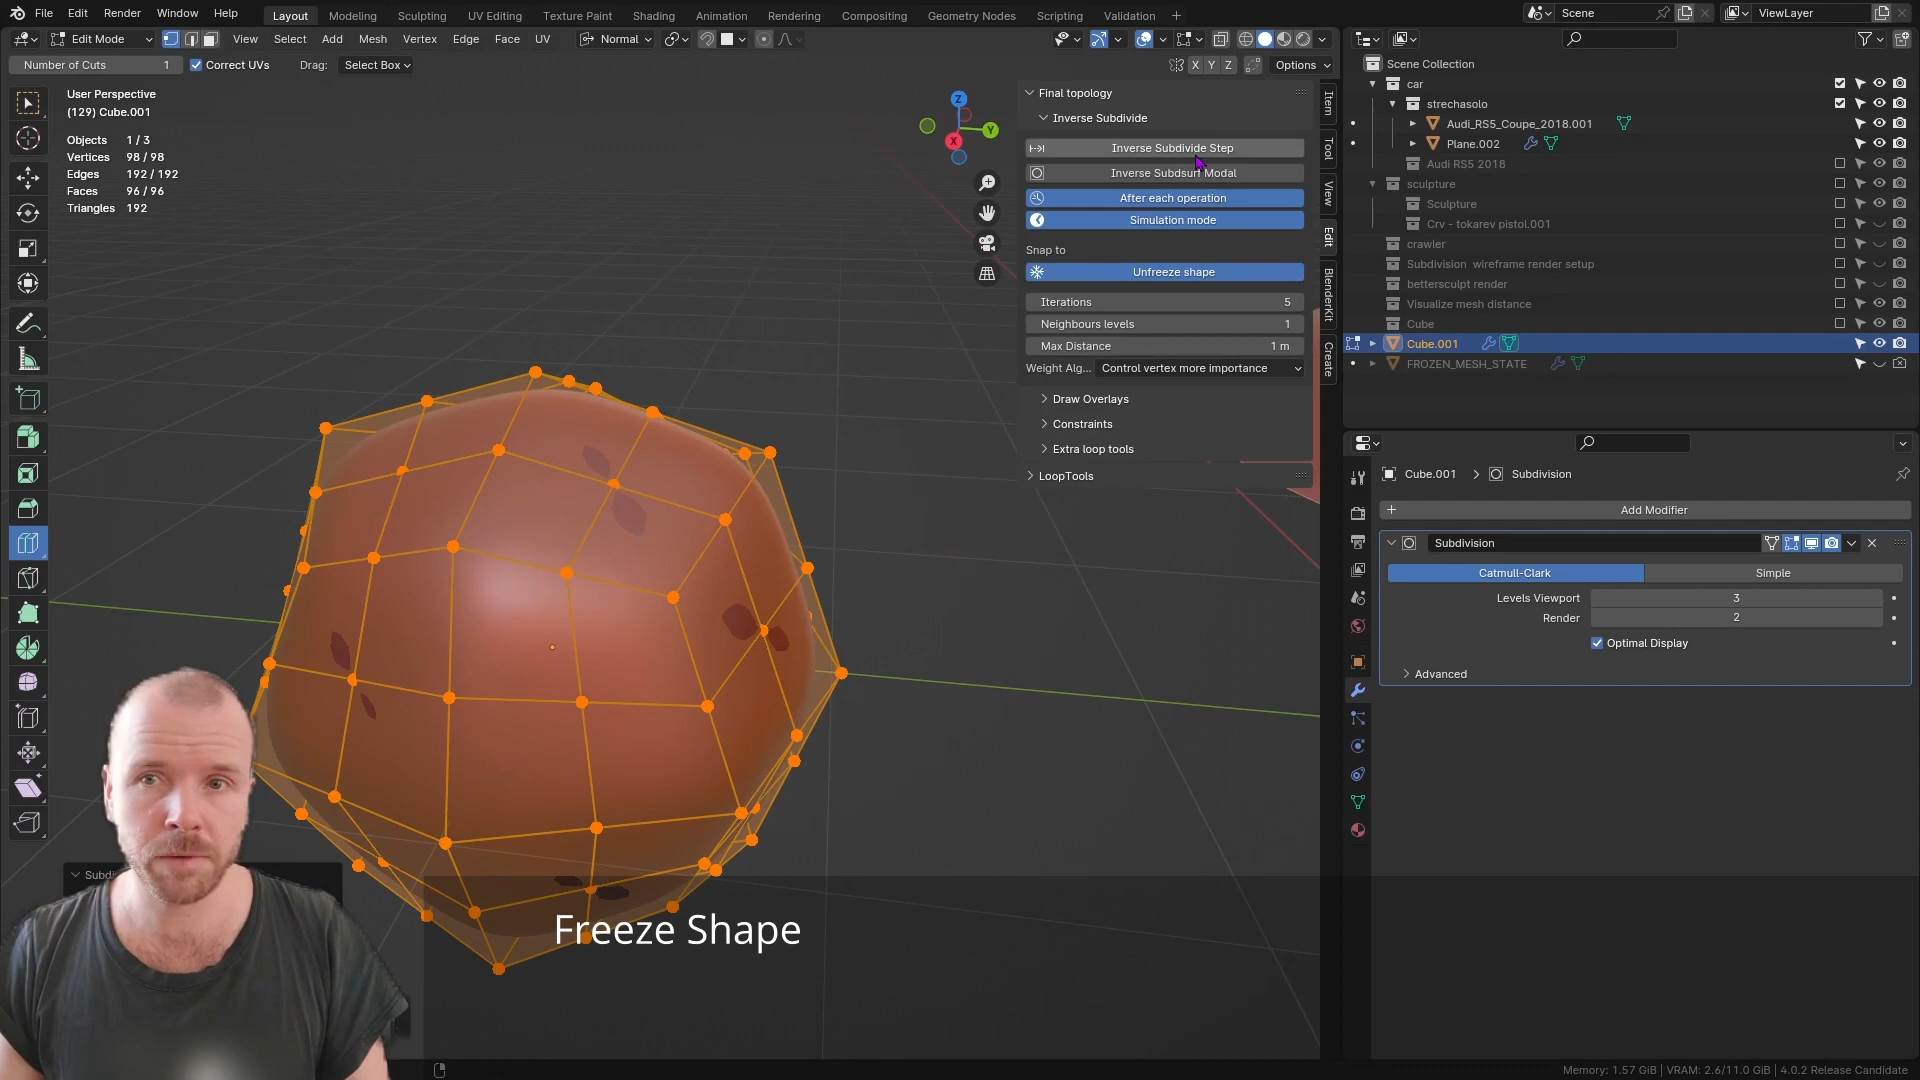 File Edit Render Window Help Layout Modeling Sculpting UV Editing Texture Paint Shading Animation Rendering Compositing Geometry Nodes Scripting Validation + Scene ViewLayer
Edit Mode View Select Add Mesh Vertex Edge Face UV Normal
Number of Cuts 1 Correct UVs Drag: Select Box X Y Z Options
User Perspective
(129) Cube.001
Objects 1 / 3
Vertices 98 / 98
Edges 192 / 192
Faces 96 / 96
Triangles 192
Z
Y
X
Final topology
Inverse Subdivide
Inverse Subdivide Step
Inverse Subdsurf Modal
After each operation
Simulation mode
Snap to
Unfreeze shape
Iterations 5
Neighbours levels 1
Max Distance 1 m
Weight Alg... Control vertex more importance
Draw Overlays
Constraints
Extra loop tools
LoopTools
Item
Tool
View
Edit
BlenderKit
Create
Scene Collection
car
strechasolo
Audi_RS5_Coupe_2018.001
Plane.002
Audi RS5 2018
sculpture
Sculpture
Crv - tokarev pistol.001
crawler
Subdivision wireframe render setup
bettersculpt render
Visualize mesh distance
Cube
Cube.001
FROZEN_MESH_STATE
Cube.001 > Subdivision
+ Add Modifier
Subdivision
Catmull-Clark Simple
Levels Viewport 3
Render 2
Optimal Display
Advanced
Freeze Shape
Memory: 1.57 GiB | VRAM: 2.6/11.0 GiB | 4.0.2 Release Candidate